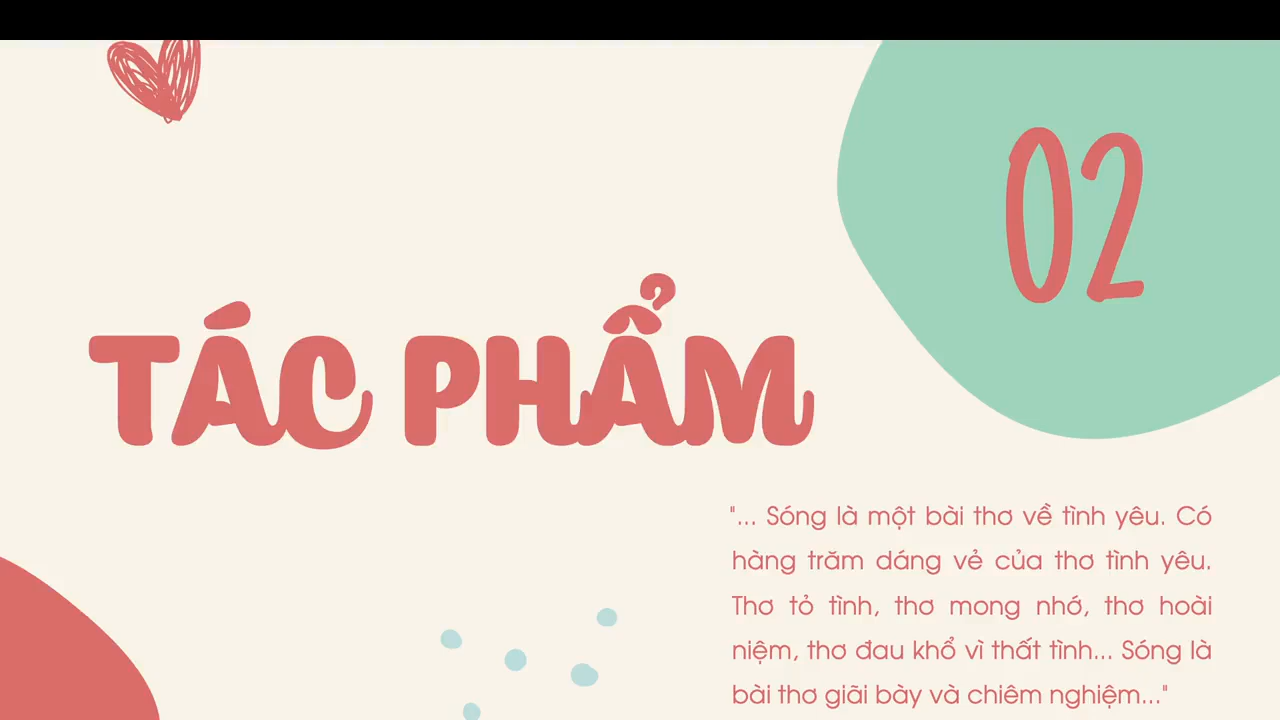 02
TÁC PHẨM
"... Sóng là một bài thơ về tình yêu. Có
hàng trăm dáng vẻ của thơ tình yêu.
Thơ tỏ tình, thơ mong nhớ, thơ hoài
niệm, thơ đau khổ vì thất tình... Sóng là
bài thơ giãi bày và chiêm nghiệm..."